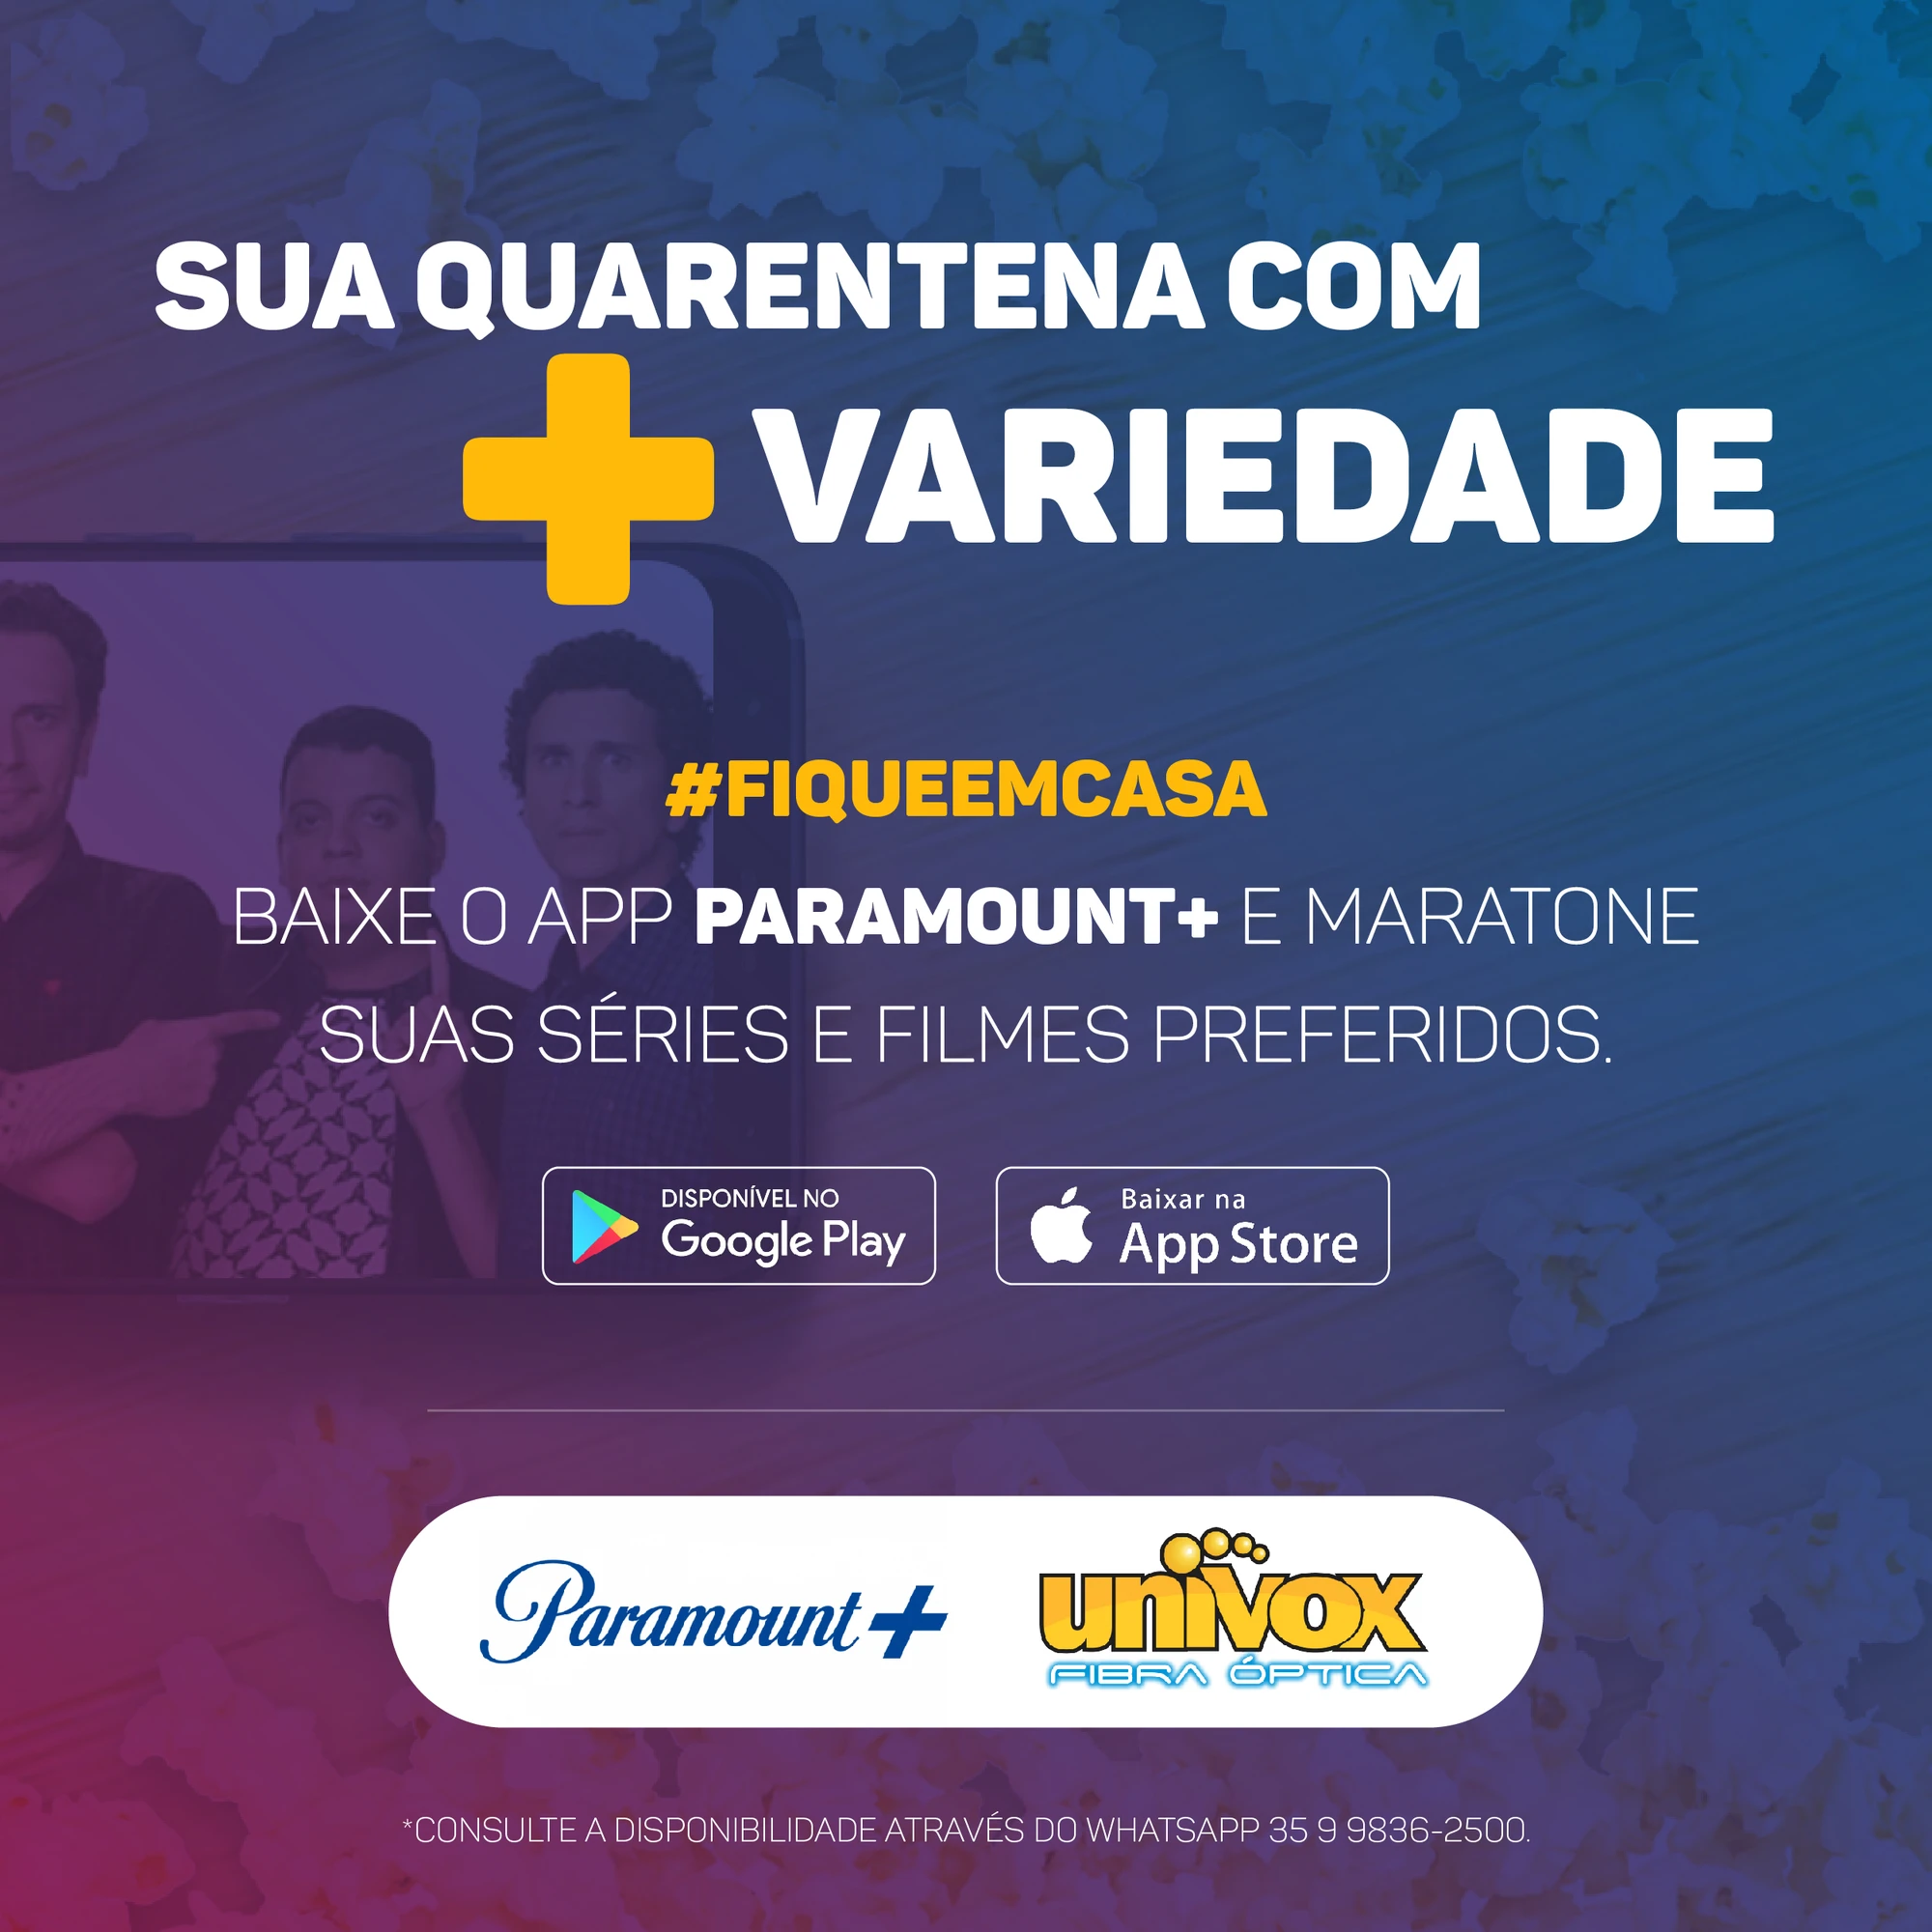 SUA QUARENTENA COM
+ VARIEDADE
#FIQUEEMCASA
BAIXE O APP PARAMOUNT+ E MARATONE
SUAS SÉRIES E FILMES PREFERIDOS.
DISPONÍVEL NO
Google Play
Baixar na
App Store
Paramount+
univox
FIBRA ÓPTICA
*CONSULTE A DISPONIBILIDADE ATRAVÉS DO WHATSAPP 35 9 9836-2500.